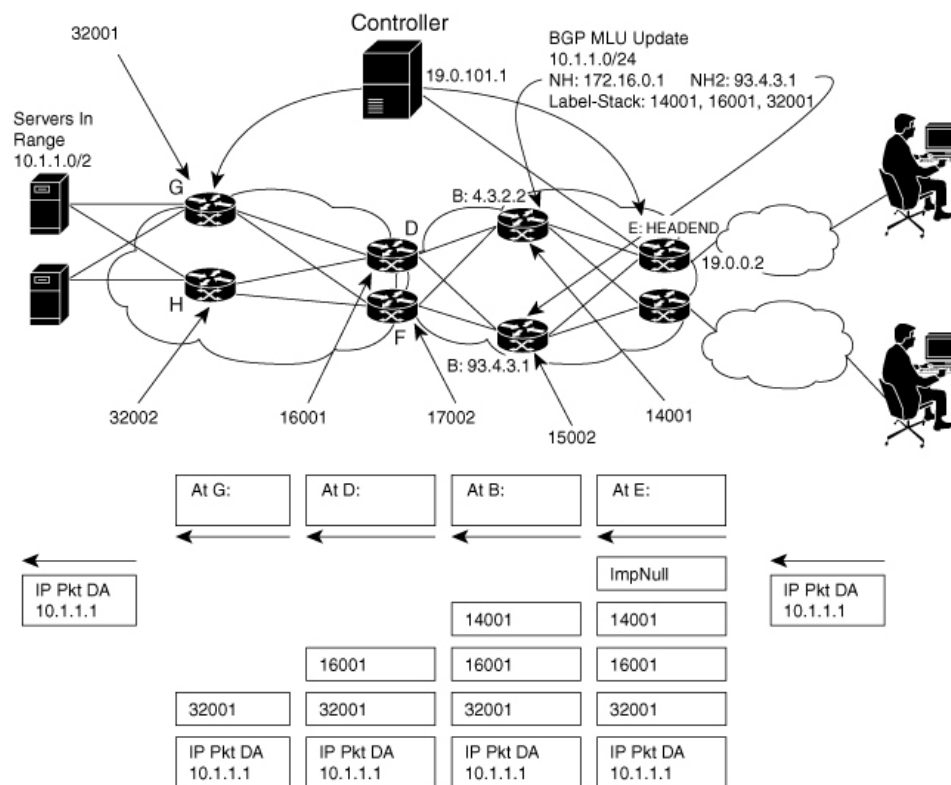 32001
Controller
19.0.101.1
BGP MLU Update
10.1.1.0/24
NH: 172.16.0.1 NH2: 93.4.3.1
Label-Stack: 14001, 16001, 32001
Servers In
Range
10.1.1.0/2
G
B: 4.3.2.2
D
E: HEADEND
19.0.0.2
H
F
B: 93.4.3.1
32002
16001
17002
15002
14001
At G:
At D:
At B:
At E:
ImpNull
IP Pkt DA
10.1.1.1
IP Pkt DA
10.1.1.1
14001
14001
16001
16001
16001
32001
32001
32001
32001
IP Pkt DA
10.1.1.1
IP Pkt DA
10.1.1.1
IP Pkt DA
10.1.1.1
IP Pkt DA
10.1.1.1